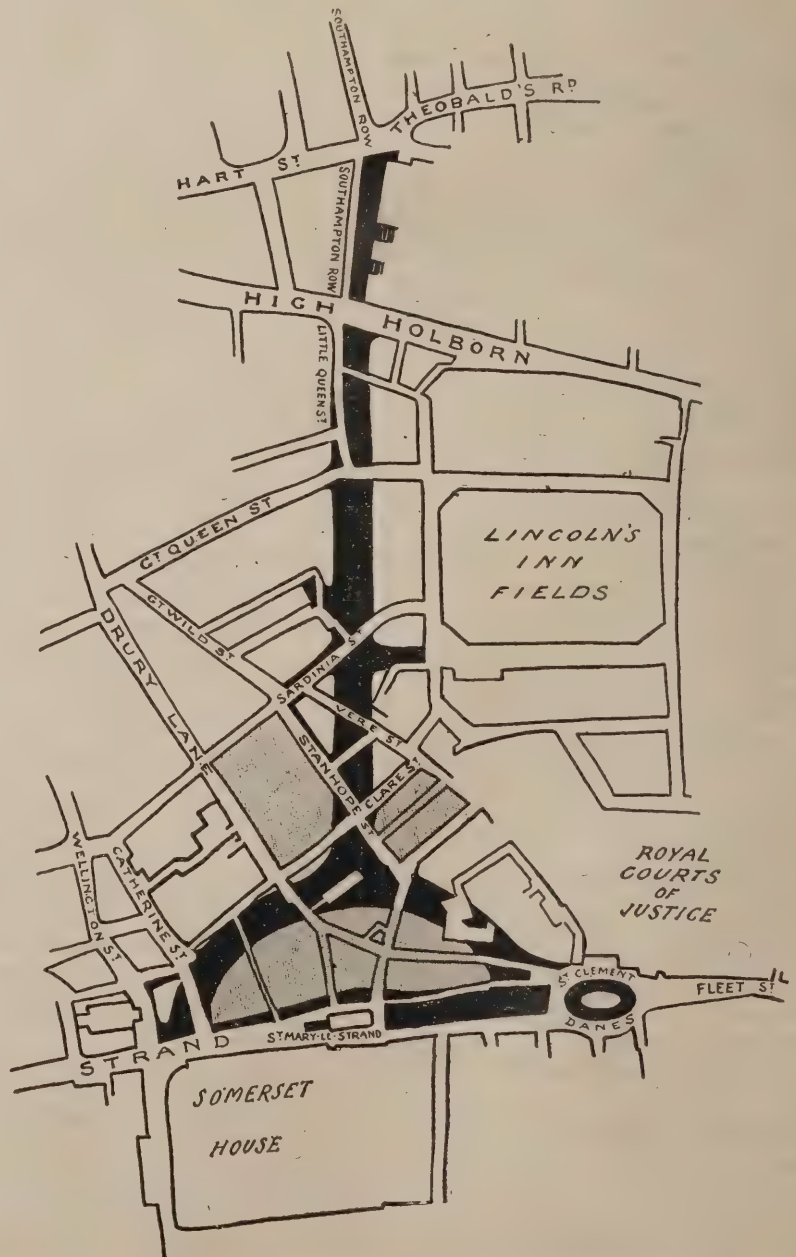 SOUTHAMPTON ROW
THEOBALD'S RD
HART ST
SOUTHAMPTON ROW
HIGH HOLBORN
LITTLE QUEEN ST
GT QUEEN ST
LINCOLN'S
INN
FIELDS
GT WILD ST
DRURY LANE
SARDINIA ST
VERE ST
STANHOPE ST
CLARE ST
WELLINGTON ST
CATHERINE ST
ROYAL
COURTS
OF
JUSTICE
ST CLEMENT
DANES
FLEET ST
STRAND
ST MARY-LE-STRAND
SOMERSET
HOUSE